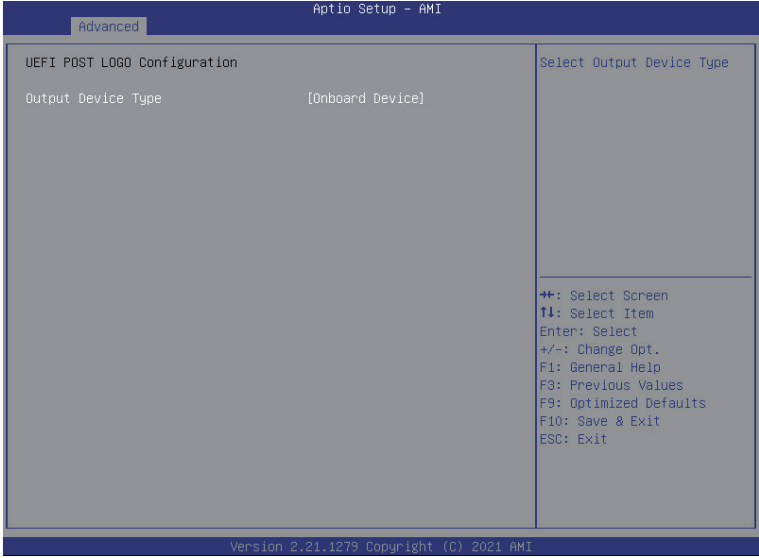 Aptio Setup – AMI
Advanced
UEFI POST LOGO Configuration
Output Device Type [Onboard Device]
Select Output Device Type
→←: Select Screen
↑↓: Select Item
Enter: Select
+/-: Change Opt.
F1: General Help
F3: Previous Values
F9: Optimized Defaults
F10: Save & Exit
ESC: Exit
Version 2.21.1279 Copyright (C) 2021 AMI